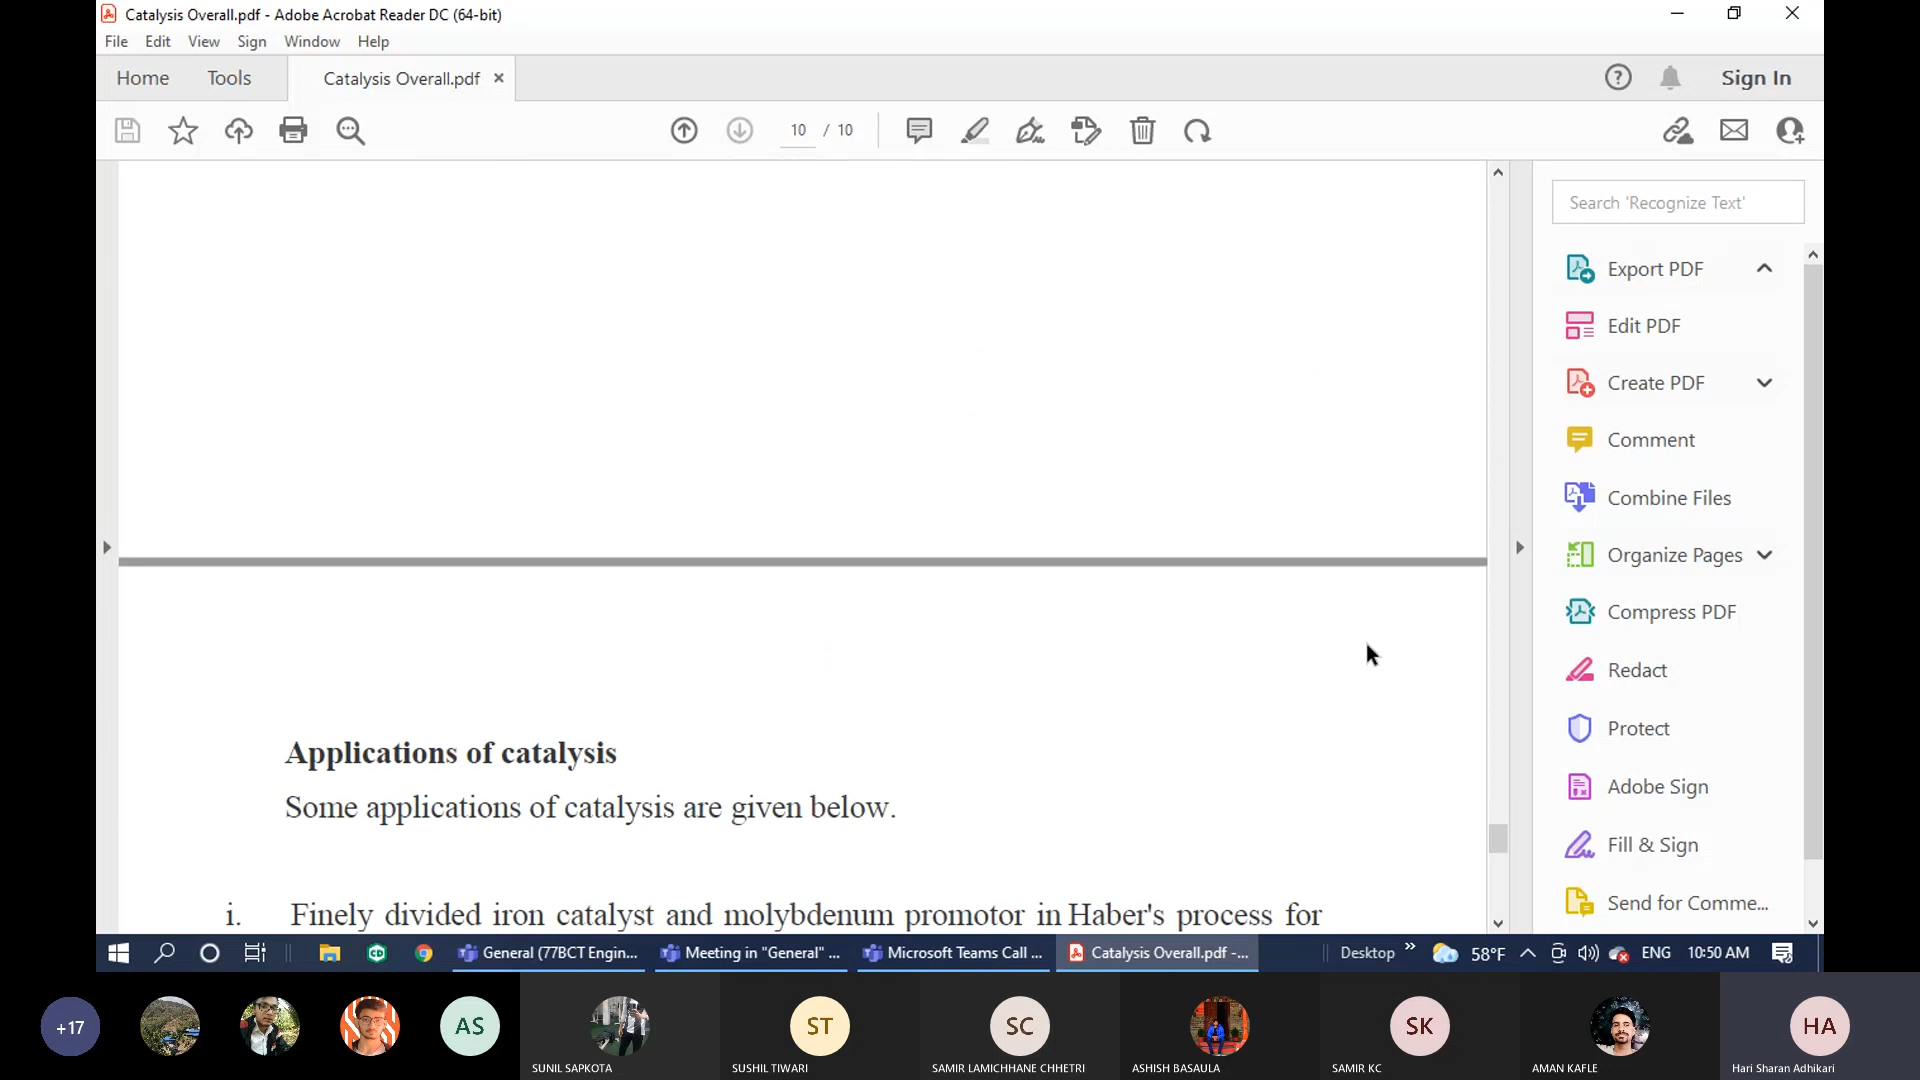 Catalysis Overall.pdf - Adobe Acrobat Reader DC (64-bit)
File Edit View Sign Window Help
Home Tools Catalysis Overall.pdf × Sign In
10 / 10
Search 'Recognize Text'
Export PDF
Edit PDF
Create PDF
Comment
Combine Files
Organize Pages
Compress PDF
Redact
Protect
Adobe Sign
Fill & Sign
Send for Comme...
Applications of catalysis
Some applications of catalysis are given below.
i. Finely divided iron catalyst and molybdenum promotor in Haber's process for
General (77BCT Engin... Meeting in "General" ... Microsoft Teams Call ... Catalysis Overall.pdf -... Desktop 58°F ENG 10:50 AM
+17 AS ST SC SK HA
SUNIL SAPKOTA SUSHIL TIWARI SAMIR LAMICHHANE CHHETRI ASHISH BASAULA SAMIR KC AMAN KAFLE Hari Sharan Adhikari